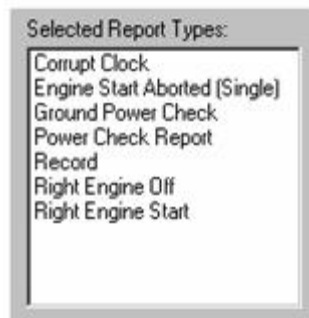 Selected Report Types:
Corrupt Clock
Engine Start Aborted (Single)
Ground Power Check
Power Check Report
Record
Right Engine Off
Right Engine Start